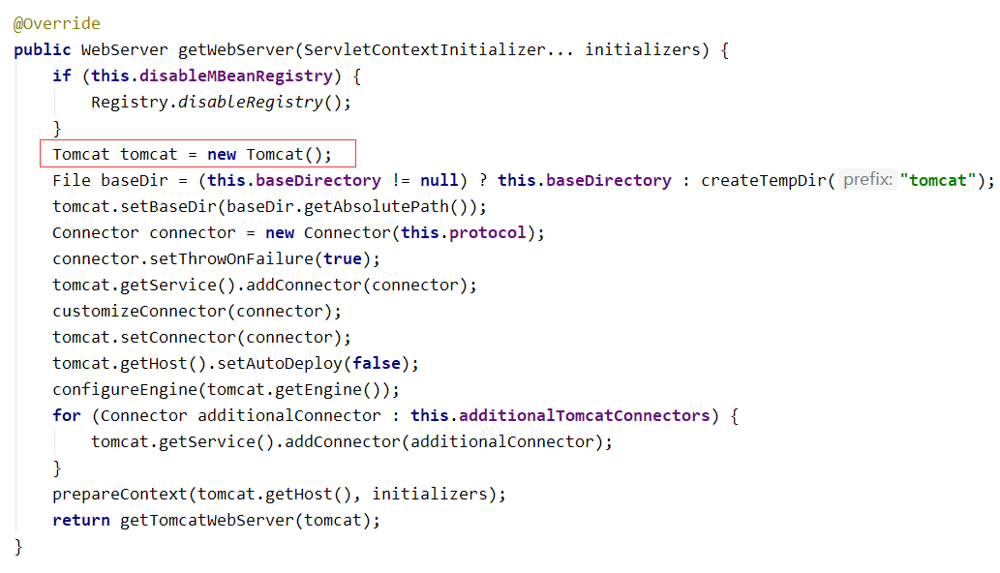 @Override
public WebServer getWebServer(ServletContextInitializer... initializers) {
    if (this.disableMBeanRegistry) {
        Registry.disableRegistry();
    }
    Tomcat tomcat = new Tomcat();
    File baseDir = (this.baseDirectory != null) ? this.baseDirectory : createTempDir( prefix: "tomcat");
    tomcat.setBaseDir(baseDir.getAbsolutePath());
    Connector connector = new Connector(this.protocol);
    connector.setThrowOnFailure(true);
    tomcat.getService().addConnector(connector);
    customizeConnector(connector);
    tomcat.setConnector(connector);
    tomcat.getHost().setAutoDeploy(false);
    configureEngine(tomcat.getEngine());
    for (Connector additionalConnector : this.additionalTomcatConnectors) {
        tomcat.getService().addConnector(additionalConnector);
    }
    prepareContext(tomcat.getHost(), initializers);
    return getTomcatWebServer(tomcat);
}